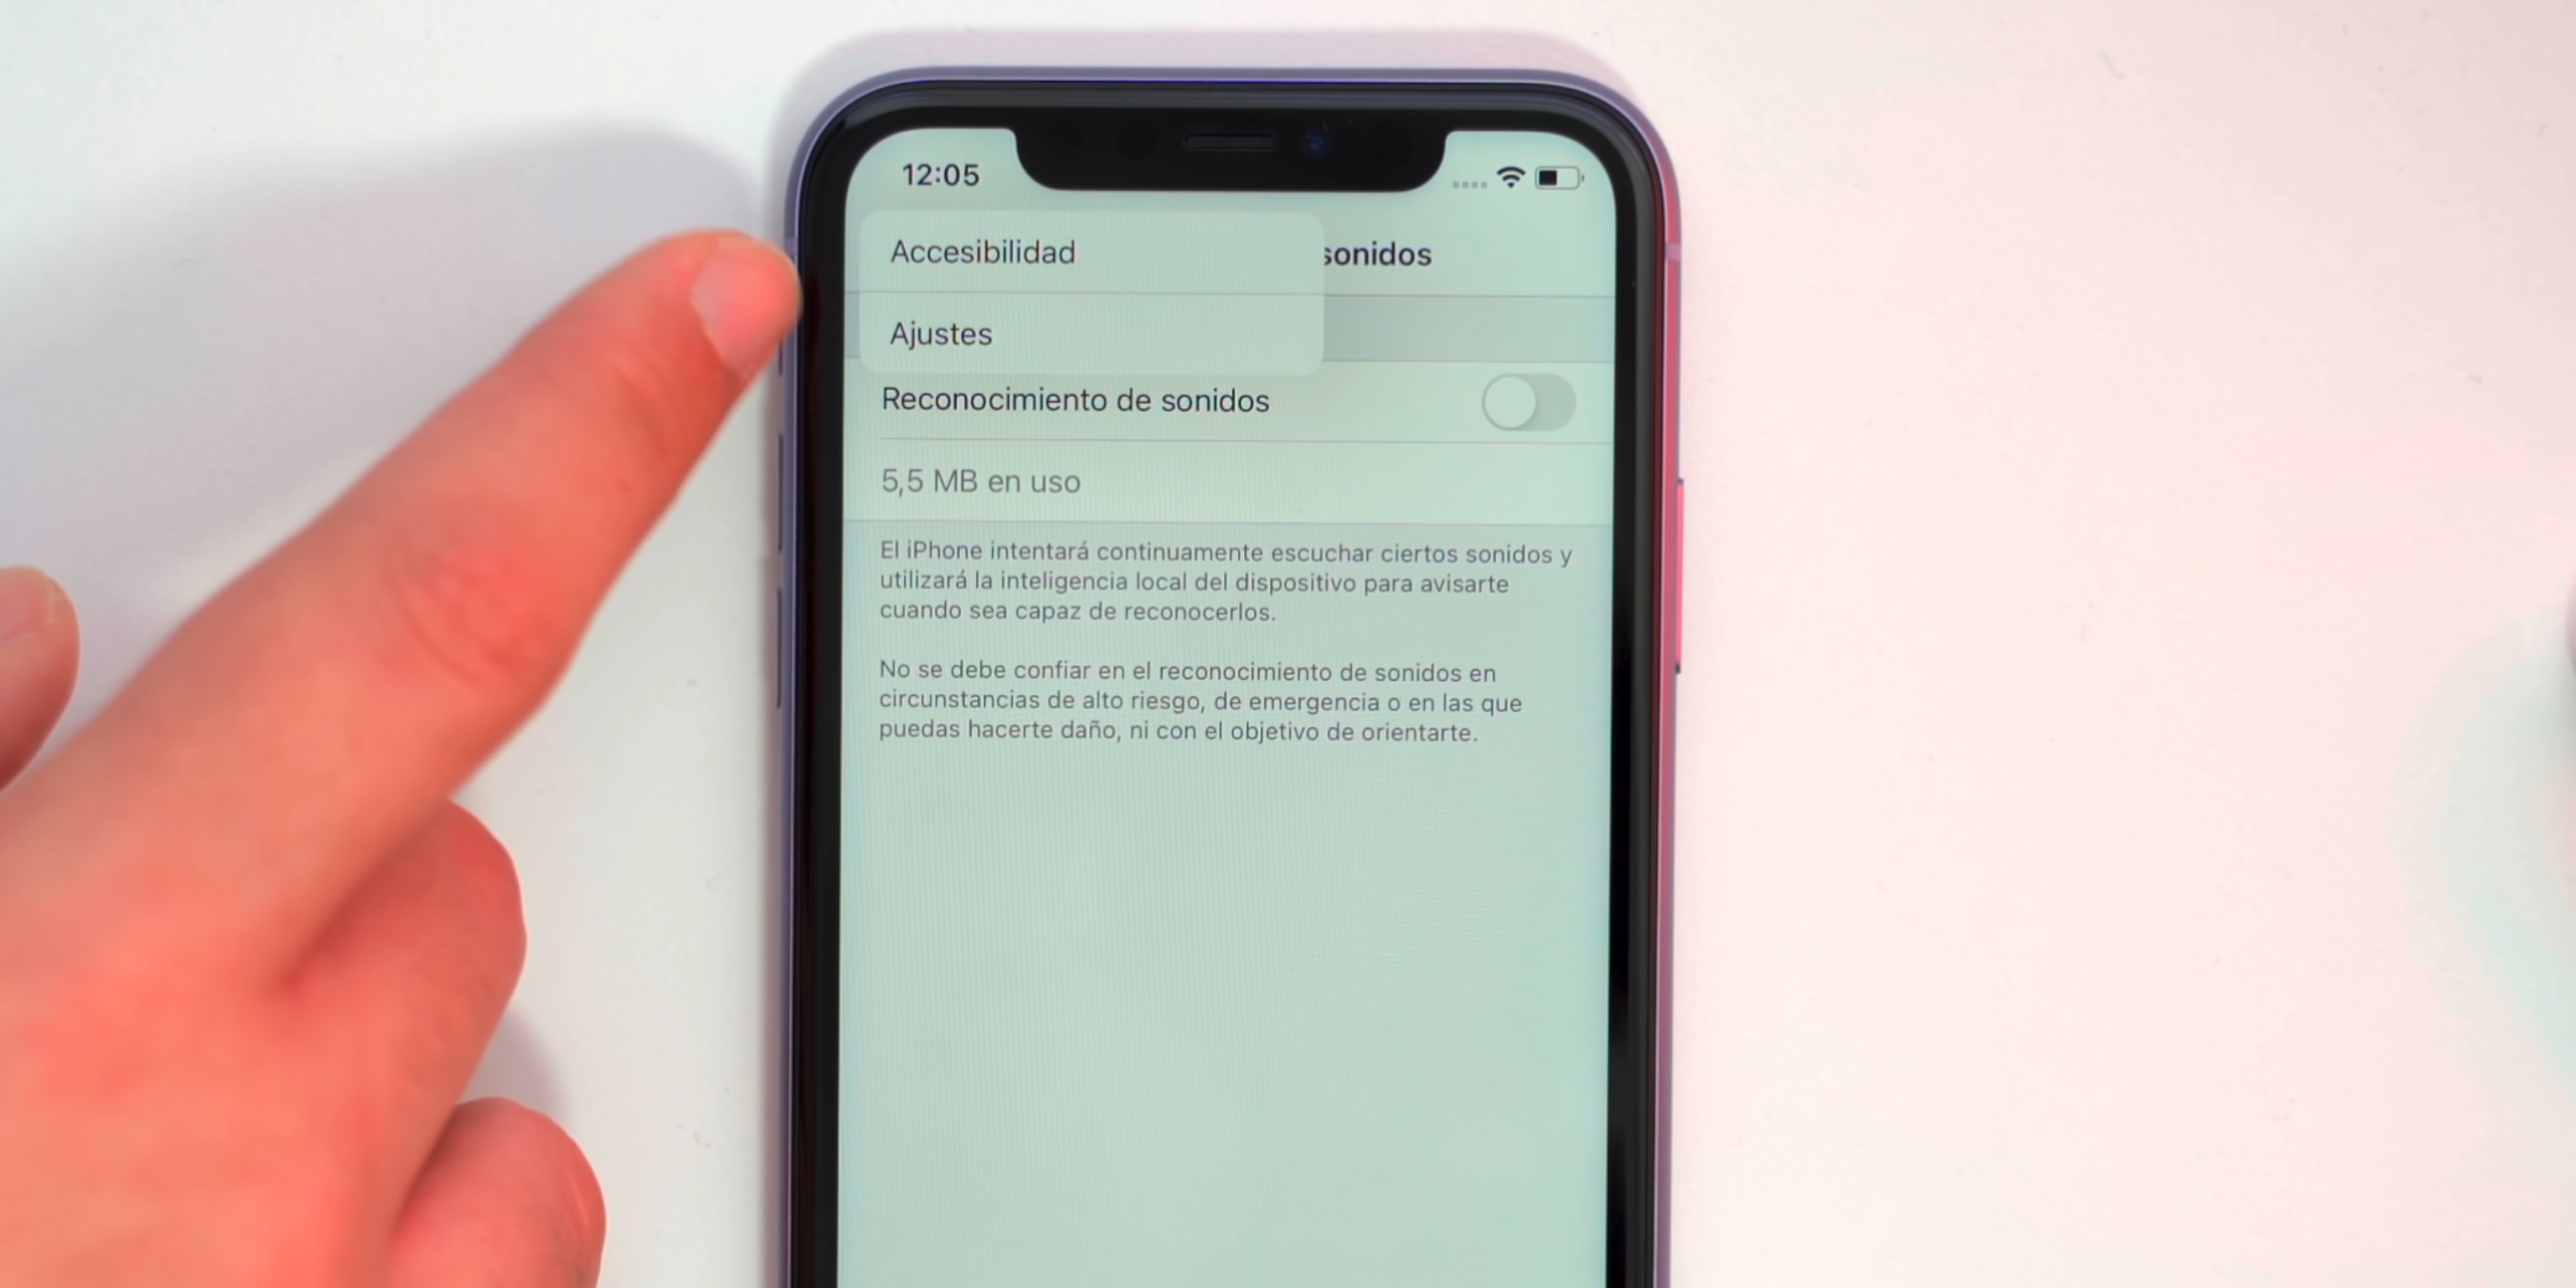 12:05
Accesibilidad
sonidos
Ajustes
Reconocimiento de sonidos
5,5 MB en uso
El iPhone intentará continuamente escuchar ciertos sonidos y
utilizará la inteligencia local del dispositivo para avisarte
cuando sea capaz de reconocerlos.
No se debe confiar en el reconocimiento de sonidos en
circunstancias de alto riesgo, de emergencia o en las que
puedas hacerte daño, ni con el objetivo de orientarte.